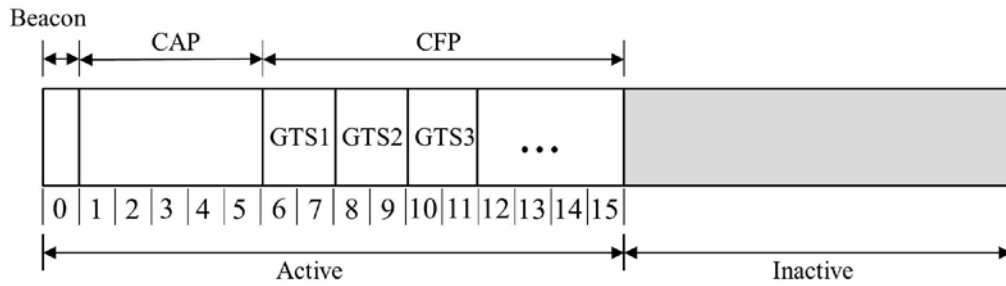 Beacon
CAP CFP
GTS1 GTS2 GTS3 ...
0 1 2 3 4 5 6 7 8 9 10 11 12 13 14 15
Active Inactive